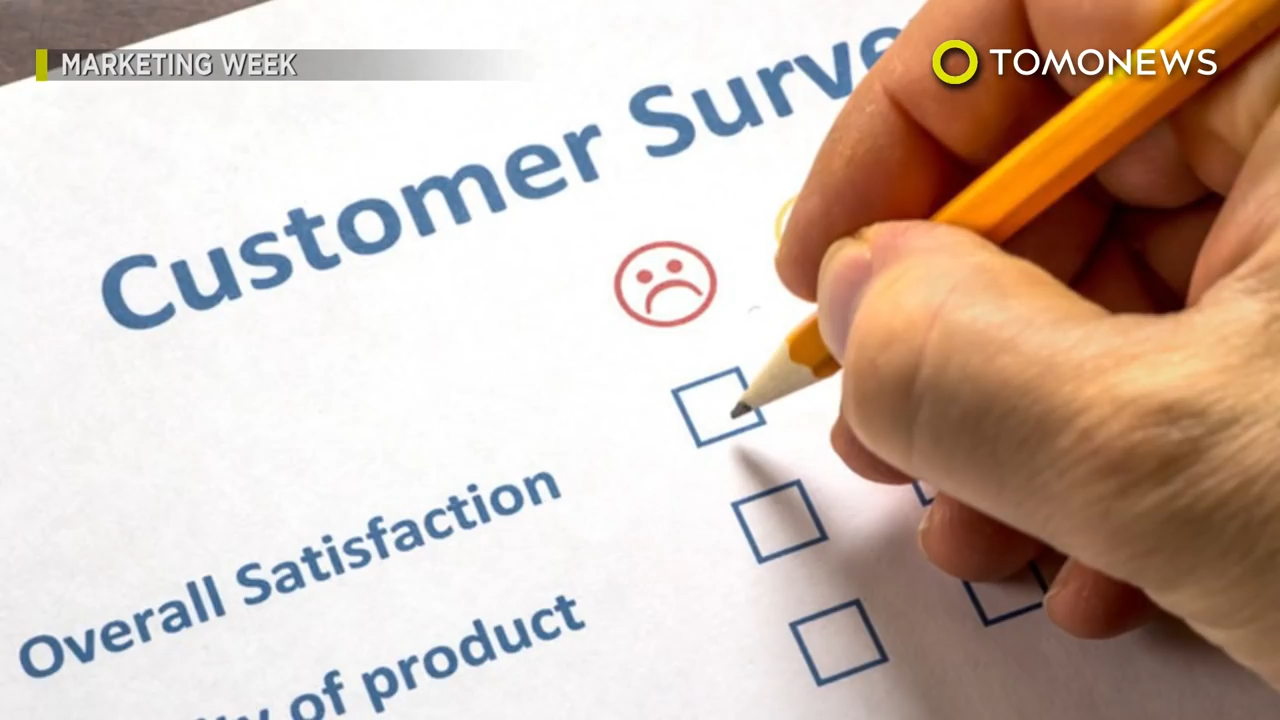 MARKETING WEEK
TOMONEWS
Customer Surve
Overall Satisfaction
of product